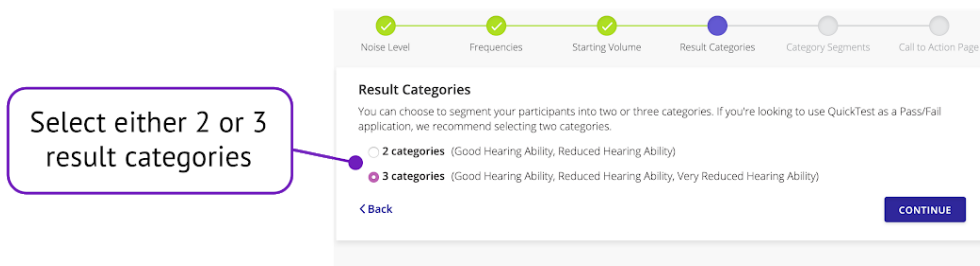 Noise Level
Frequencies
Starting Volume
Result Categories
Category Segments
Call to Action Page
Select either 2 or 3
result categories
Result Categories
You can choose to segment your participants into two or three categories. If you're looking to use QuickTest as a Pass/Fail
application, we recommend selecting two categories.
2 categories (Good Hearing Ability, Reduced Hearing Ability)
3 categories (Good Hearing Ability, Reduced Hearing Ability, Very Reduced Hearing Ability)
Back
CONTINUE